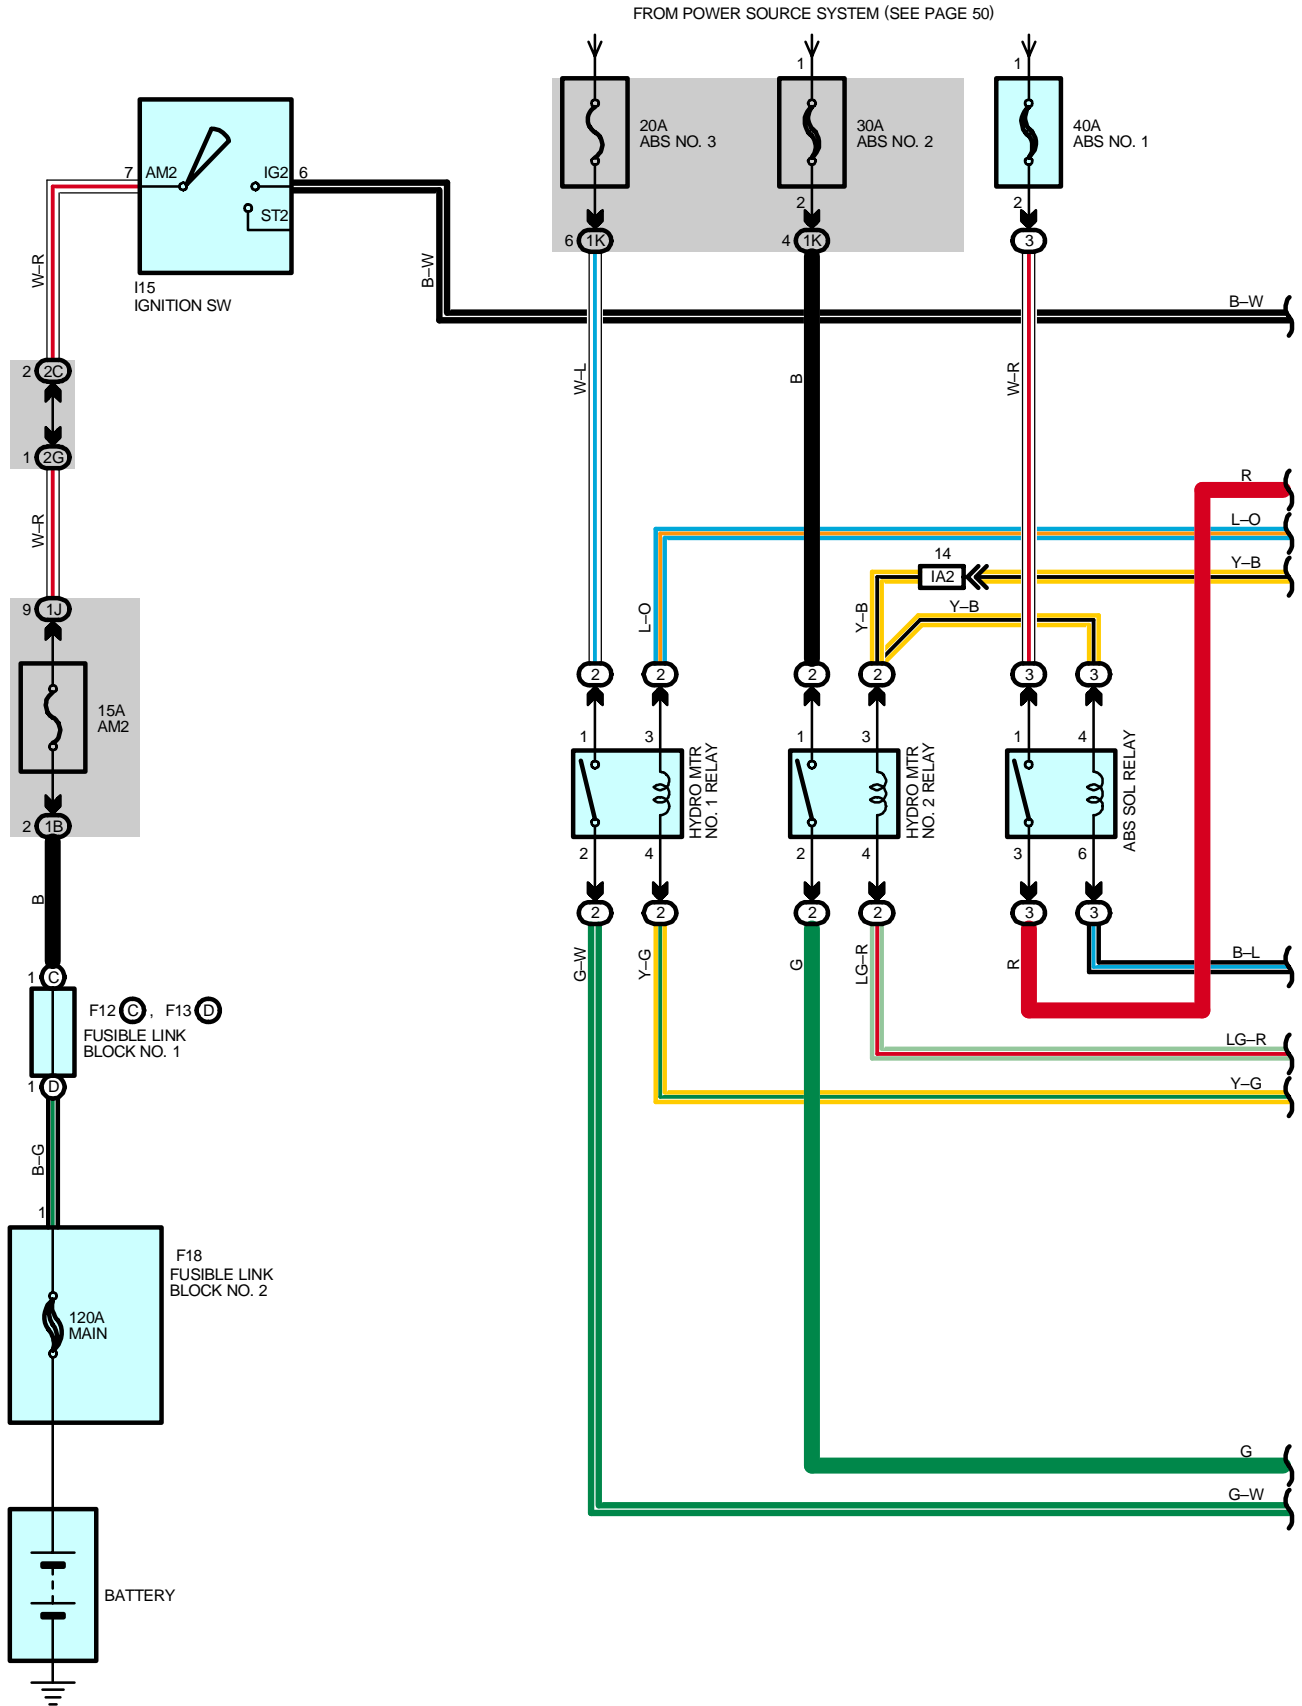 FROM POWER SOURCE SYSTEM (SEE PAGE 50)
1
1
20A
ABS NO. 3
30A
ABS NO. 2
40A
ABS NO. 1
7
AM2
IG2
6
ST2
2
2
6
1K
4
1K
3
I15
IGNITION SW
W–R
B–W
B–W
2
2C
W–L
B
W–R
1
2G
R
L–O
W–R
14
IA2
Y–B
Y–B
Y–B
L–O
9
1J
2
2
2
2
3
3
15A
AM2
1
3
1
3
1
4
HYDRO MTR
NO. 1 RELAY
HYDRO MTR
NO. 2 RELAY
ABS SOL RELAY
2
1B
2
4
2
4
3
6
2
2
2
2
3
3
B
G–W
Y–G
G
LG–R
R
B–L
1
C
F12 C , F13 D
FUSIBLE LINK
BLOCK NO. 1
LG–R
1
D
Y–G
B–G
1
F18
FUSIBLE LINK
BLOCK NO. 2
120A
MAIN
G
G–W
BATTERY